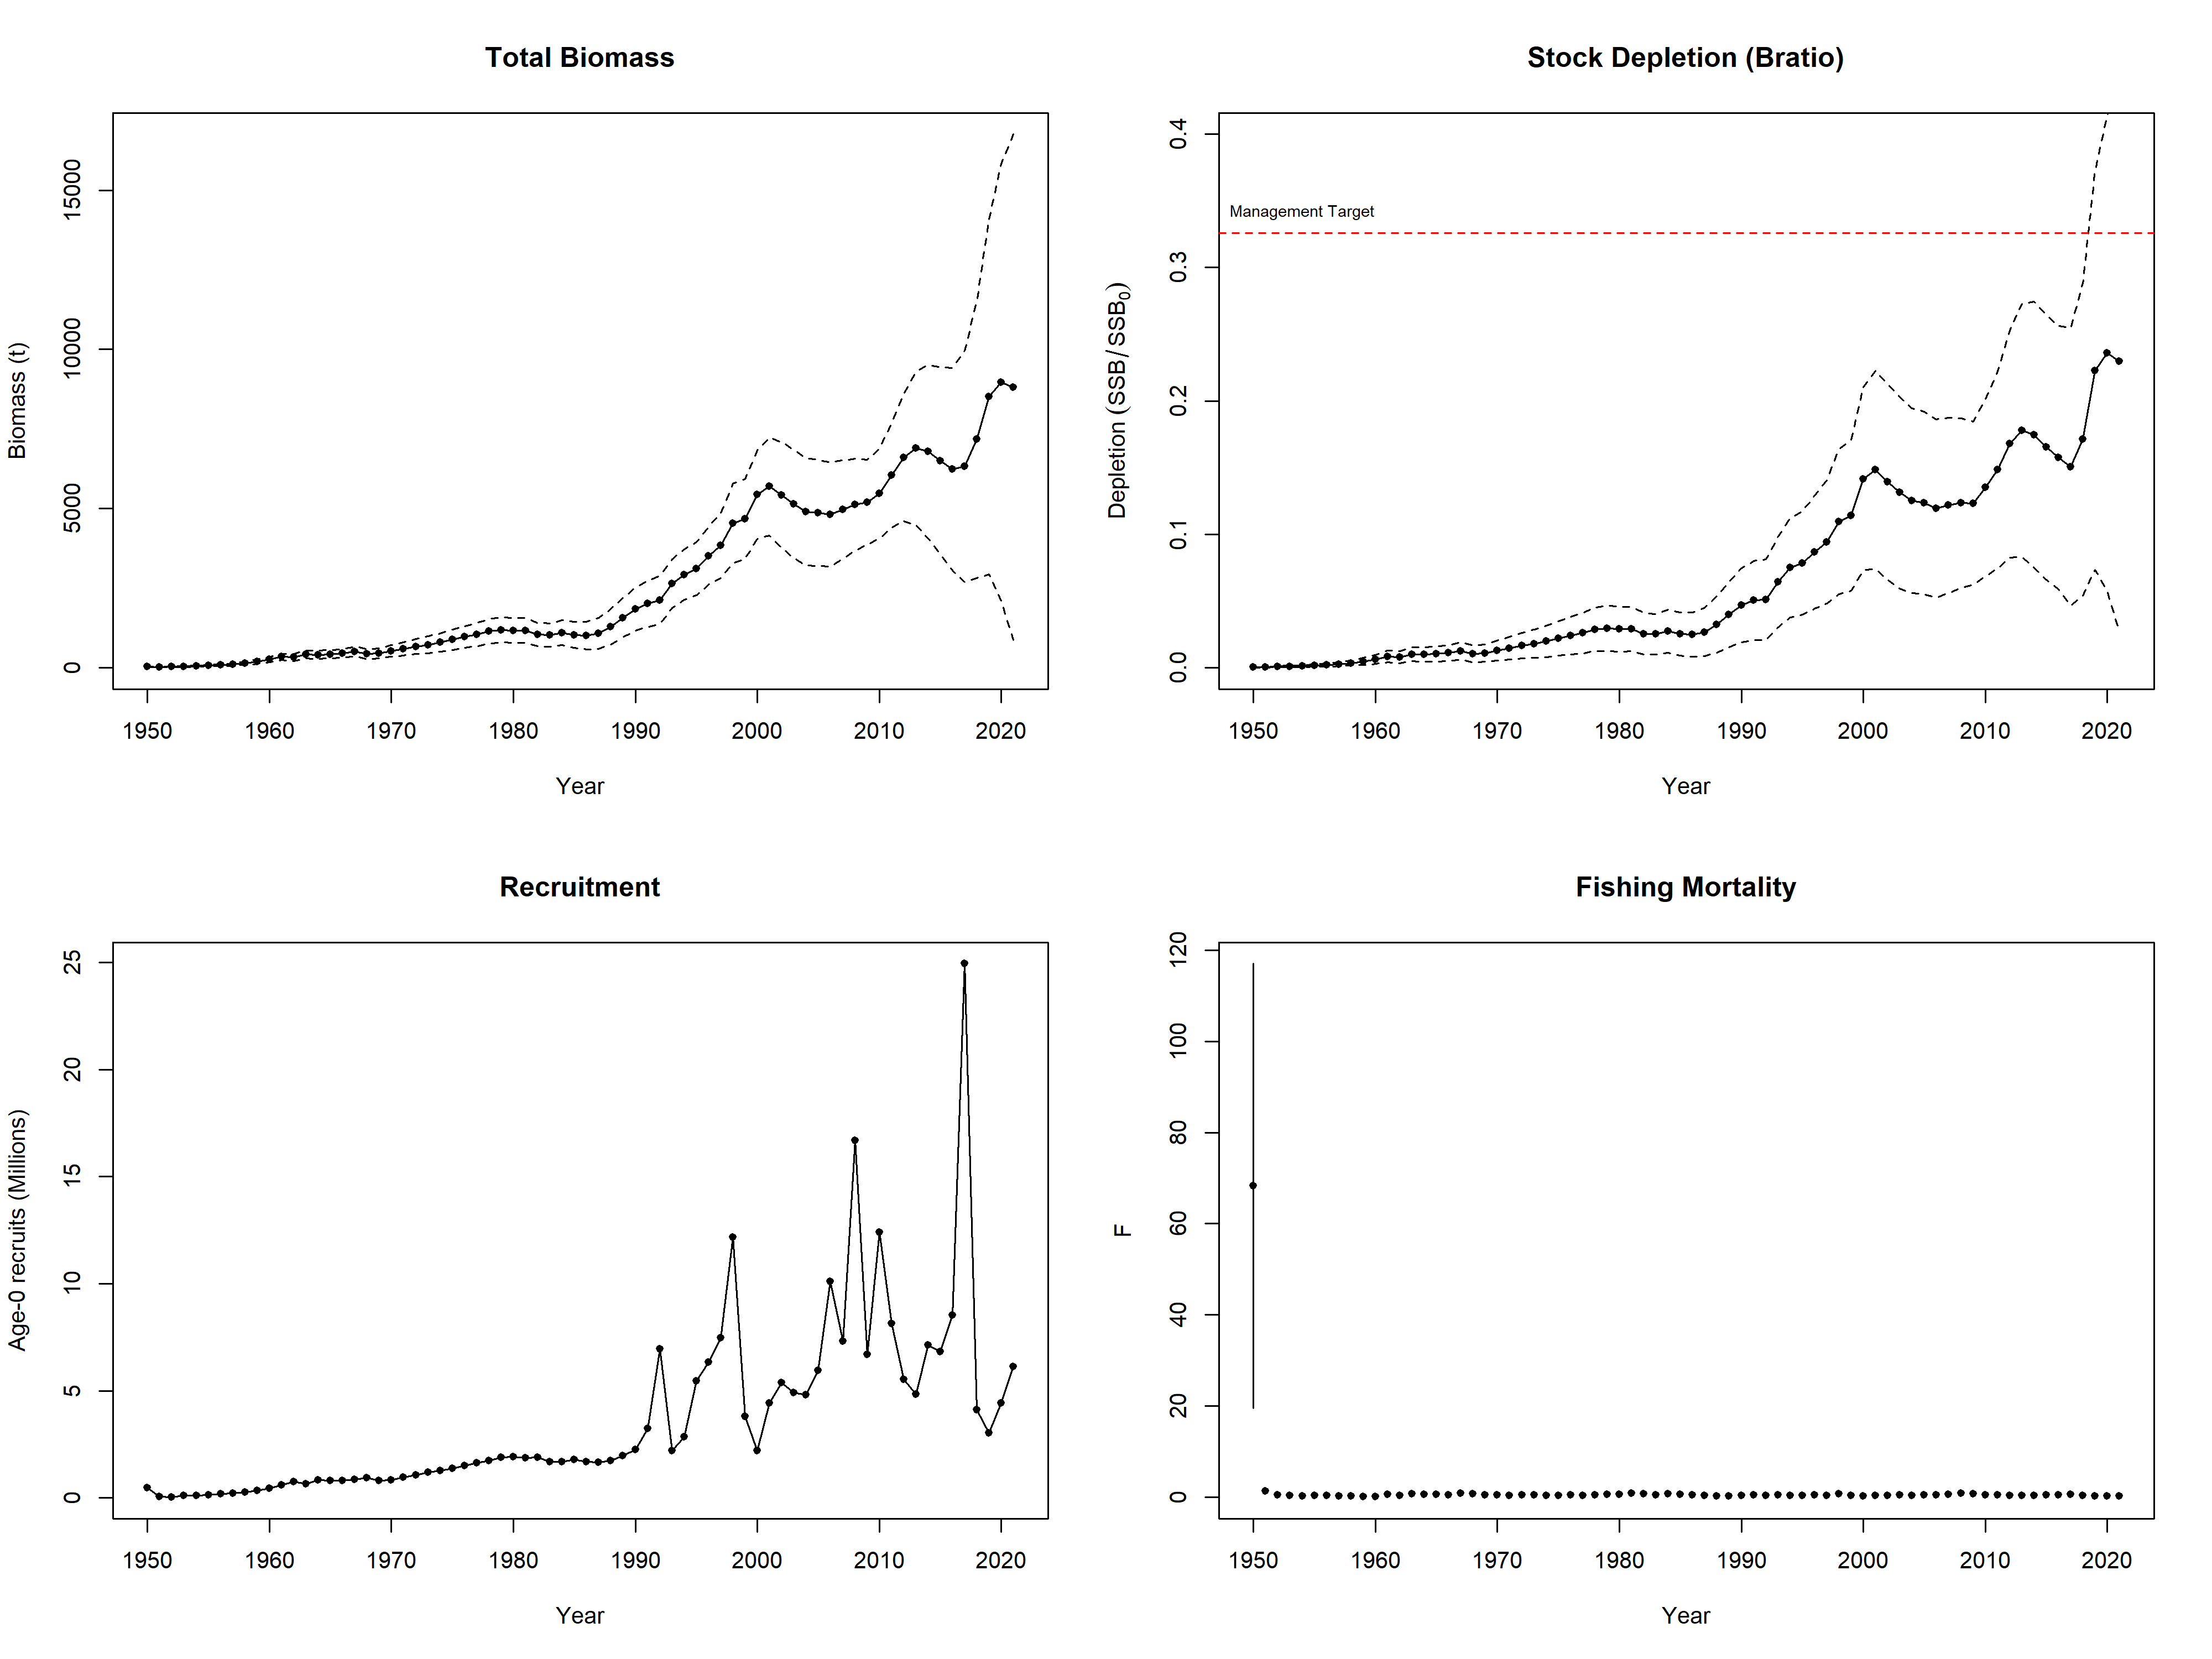 Total Biomass
Biomass (t)
15000
10000
5000
0
1950 1960 1970 1980 1990 2000 2010 2020
Year
Stock Depletion (Bratio)
Depletion (SSB/SSB0)
0.4
0.3
0.2
0.1
0.0
Management Target
1950 1960 1970 1980 1990 2000 2010 2020
Year
Recruitment
Age-0 recruits (Millions)
25
20
15
10
5
0
1950 1960 1970 1980 1990 2000 2010 2020
Year
Fishing Mortality
F
120
100
80
60
40
20
0
1950 1960 1970 1980 1990 2000 2010 2020
Year